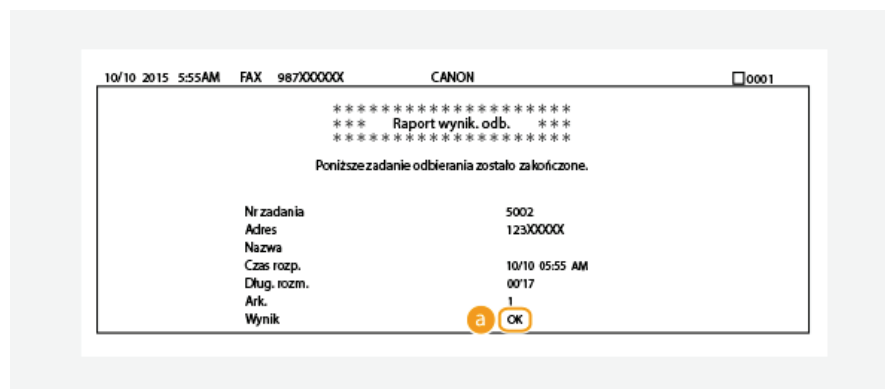 10/10 2015 5:55AM FAX 987XXXXXX CANON 0001
********************
*** Raport wynik. odb. ***
********************
Poniższe zadanie odbierania zostało zakończone.
Nr zadania 5002
Adres 123XXXXX
Nazwa
Czas rozp. 10/10 05:55 AM
Dług. rozm. 00'17
Ark. 1
Wynik a OK